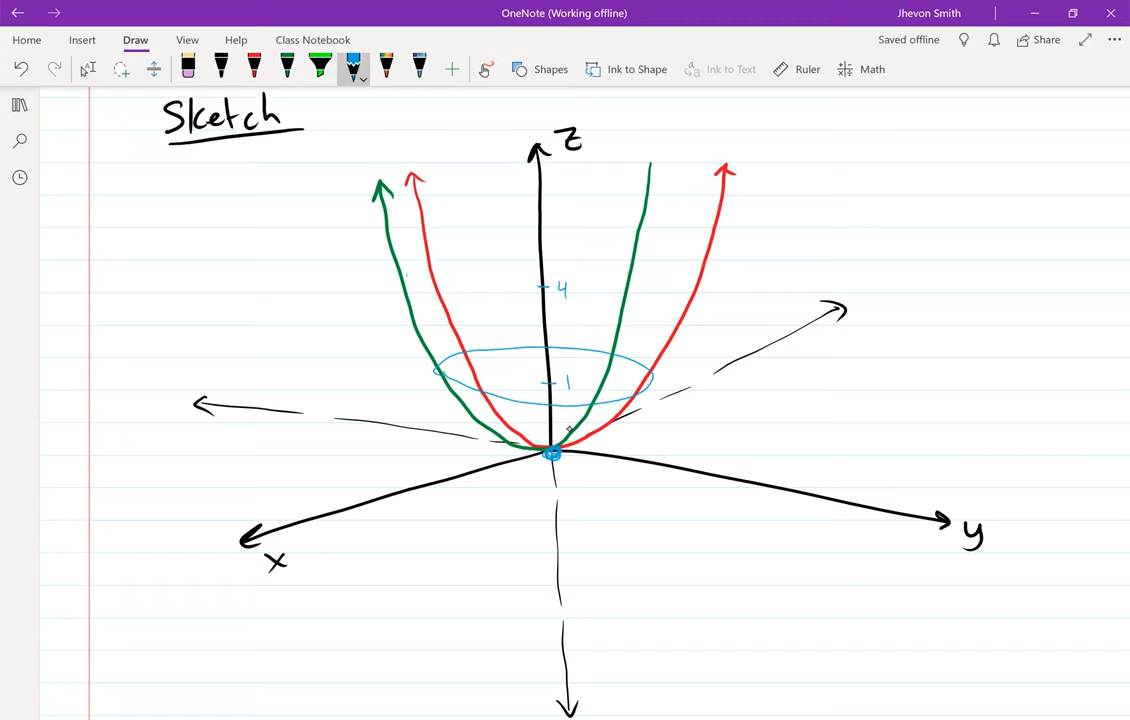 OneNote (Working offline)
Jhevon Smith
Home Insert Draw View Help Class Notebook
Saved offline
Share
Shapes
Ink to Shape
Ink to Text
Ruler
Math
Sketch
z
4
1
x
y